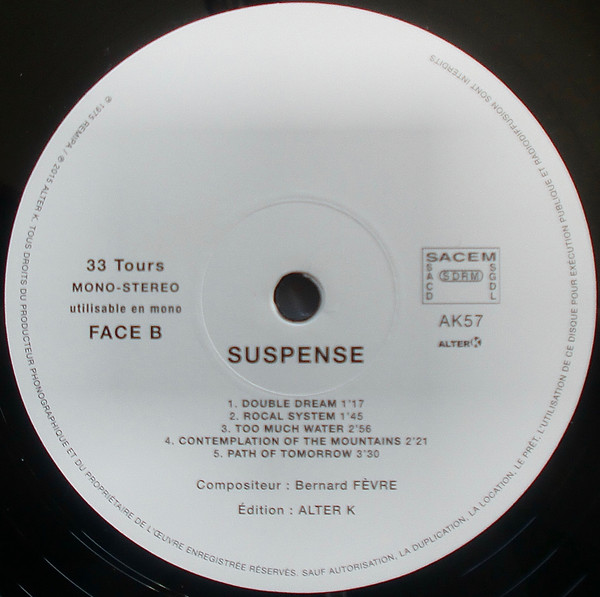 33 Tours
MONO-STEREO
utilisable en mono
FACE B
SACEM
SACD
SDRM
SGDL
AK57
ALTER K
SUSPENSE
1. DOUBLE DREAM 1'17
2. ROCAL SYSTEM 1'45
3. TOO MUCH WATER 2'56
4. CONTEMPLATION OF THE MOUNTAINS 2'21
5. PATH OF TOMORROW 3'30
Compositeur : Bernard FÈVRE
Édition : ALTER K
℗ 1975 REMIPA / ℗ 2015 ALTER K. TOUS DROITS DU PRODUCTEUR PHONOGRAPHIQUE ET DU PROPRIÉTAIRE DE L'ŒUVRE ENREGISTRÉE RÉSERVÉS. SAUF AUTORISATION, LA DUPLICATION, LA LOCATION, LE PRÊT, L'UTILISATION DE CE DISQUE POUR EXÉCUTION PUBLIQUE ET RADIODIFFUSION SONT INTERDITS